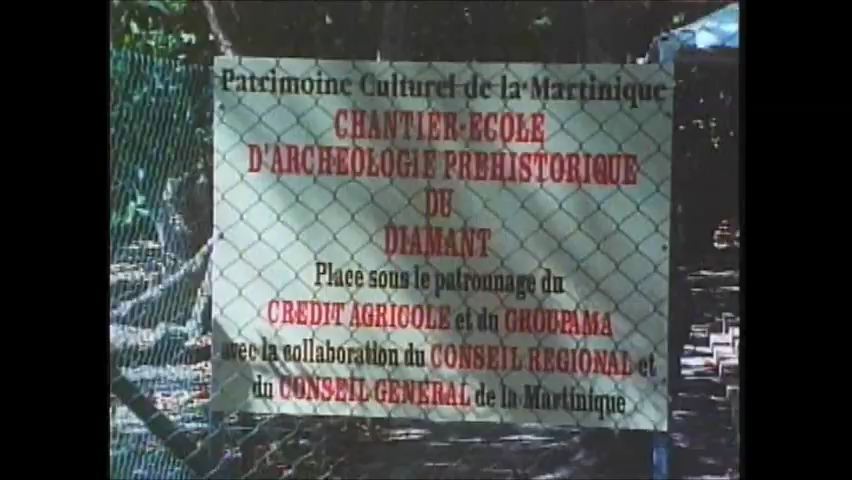 Patrimoine Culturel de la Martinique
CHANTIER-ECOLE
D'ARCHEOLOGIE PREHISTORIQUE
DU
DIAMANT
Place sous le patronnage du
CREDIT AGRICOLE et du GROUPAMA
avec la collaboration du CONSEIL REGIONAL et
du CONSEIL GENERAL de la Martinique